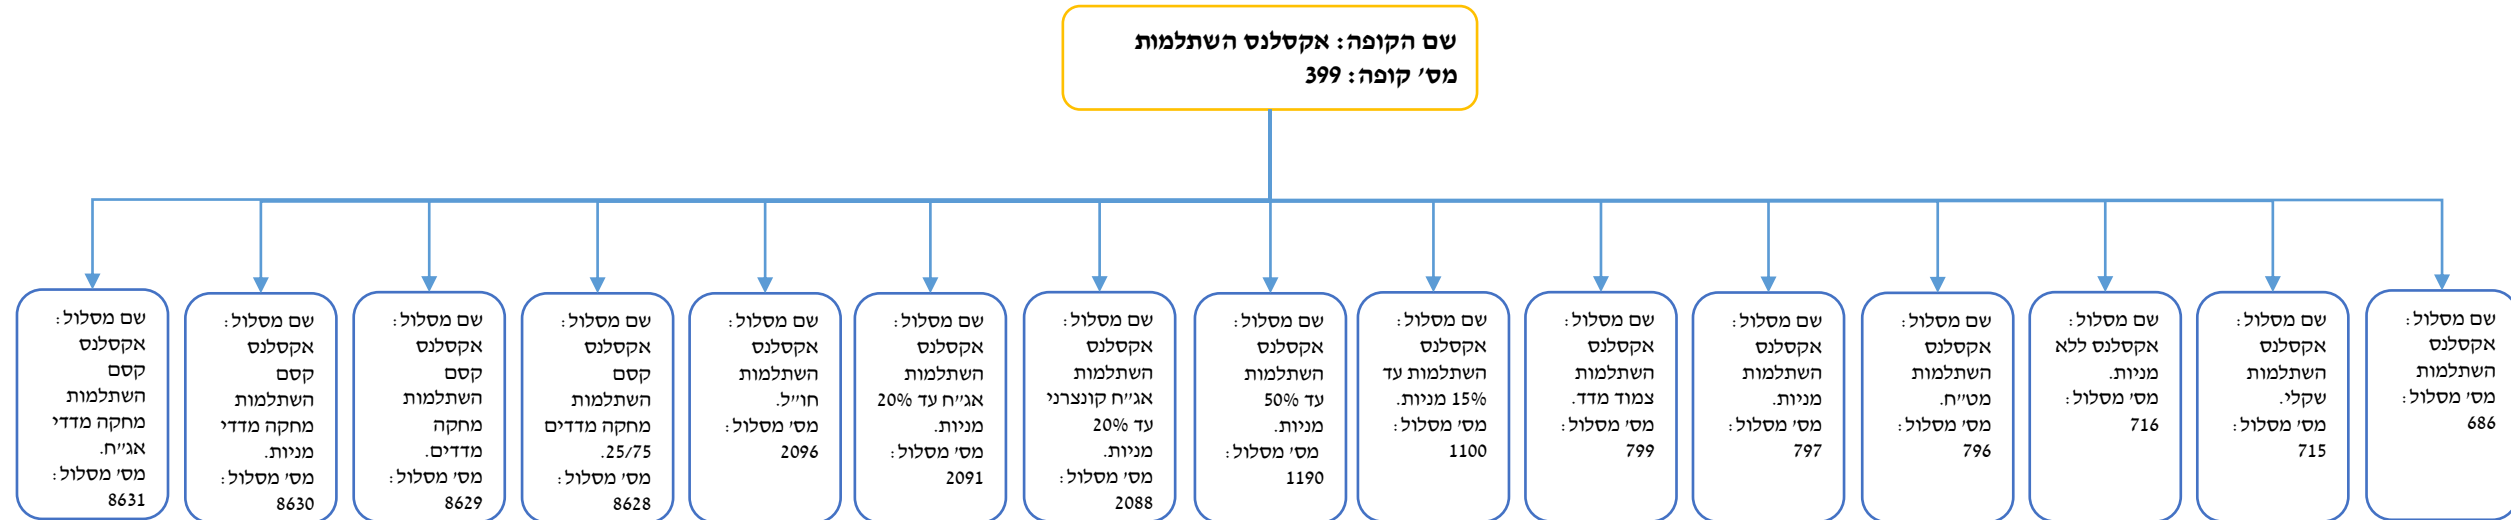 שם הקופה: אקסלנס השתלמות
מס' קופה: 399
שם מסלול:
אקסלנס
השתלמות
מס' מסלול:
686
שם מסלול:
אקסלנס
השתלמות
שקלי.
מס' מסלול:
715
שם מסלול:
אקסלנס ללא
מניות.
מס' מסלול:
716
שם מסלול:
אקסלנס
השתלמות
מט"ח.
מס' מסלול:
796
שם מסלול:
אקסלנס
השתלמות
מניות.
מס' מסלול:
797
שם מסלול:
אקסלנס
השתלמות
צמוד מדד.
מס' מסלול:
799
שם מסלול:
אקסלנס
השתלמות עד
15% מניות.
מס' מסלול:
1100
שם מסלול:
אקסלנס
השתלמות
עד 50%
מניות.
מס' מסלול:
1190
שם מסלול:
אקסלנס
השתלמות
אג"ח קונצרני
עד 20%
מניות.
מס' מסלול:
2088
שם מסלול:
אקסלנס
השתלמות
אג"ח עד 20%
מניות.
מס' מסלול:
2091
שם מסלול:
אקסלנס
השתלמות
חו"ל.
מס' מסלול:
2096
שם מסלול:
אקסלנס
קסם
השתלמות
מחקה מדדים
25/75.
מס' מסלול:
8628
שם מסלול:
אקסלנס
קסם
השתלמות
מחקה
מדדים.
מס' מסלול:
8629
שם מסלול:
אקסלנס
קסם
השתלמות
מחקה מדדי
מניות.
מס' מסלול:
8630
שם מסלול:
אקסלנס
קסם
השתלמות
מחקה מדדי
אג"ח.
מס' מסלול:
8631